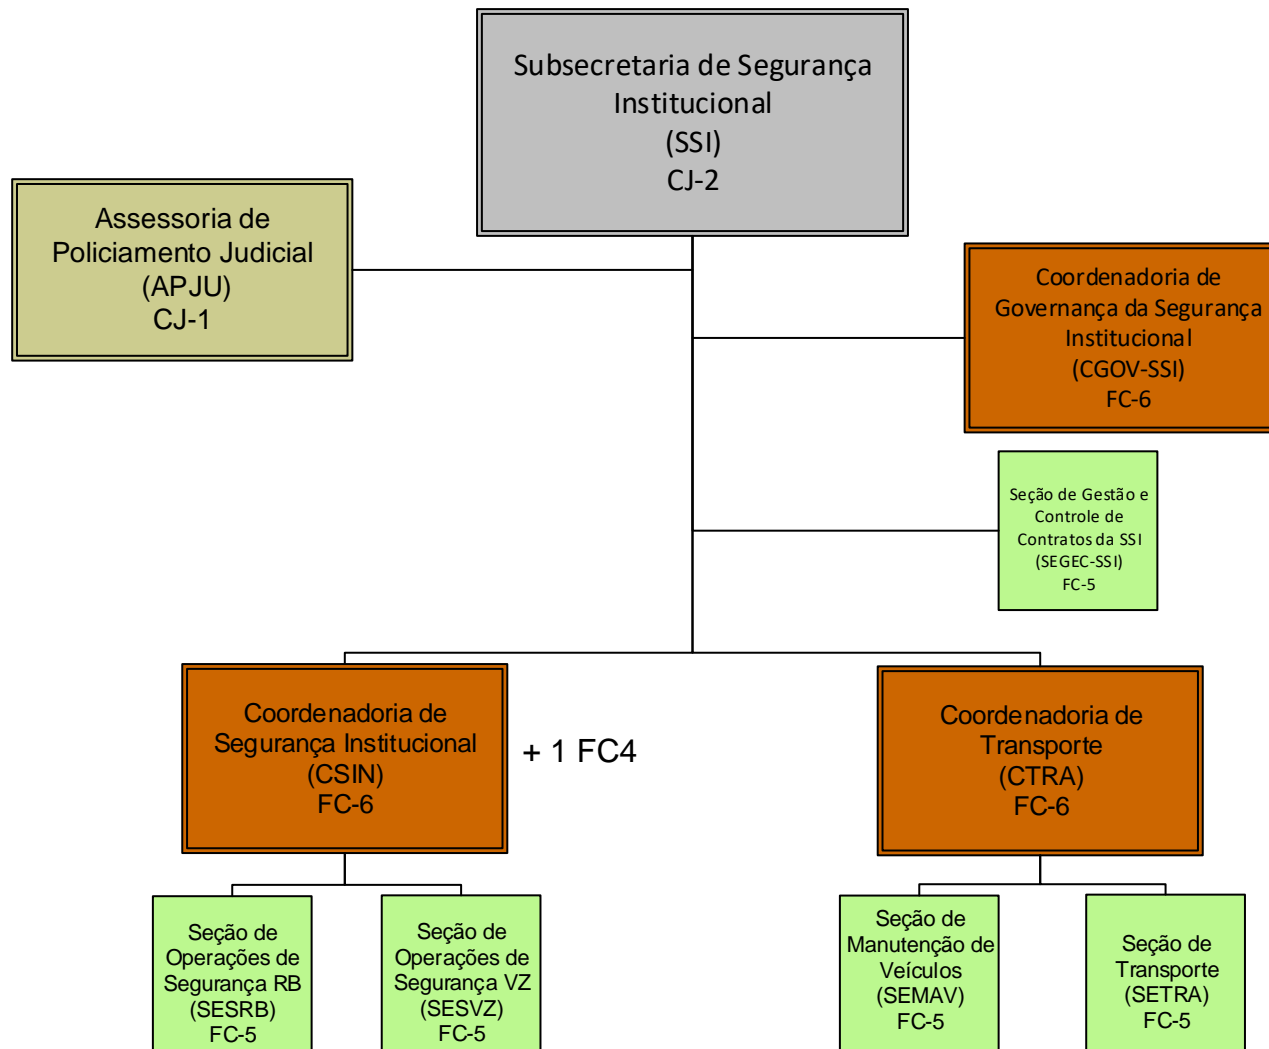 Subsecretaria de Segurança
Institucional
(SSI)
CJ-2
Assessoria de
Policiamento Judicial
(APJU)
CJ-1
Coordenadoria de
Governança da Segurança
Institucional
(CGOV-SSI)
FC-6
Seção de Gestão e
Controle de
Contratos da SSI
(SEGEC-SSI)
FC-5
Coordenadoria de
Segurança Institucional
(CSIN)
FC-6
+ 1 FC4
Coordenadoria de
Transporte
(CTRA)
FC-6
Seção de
Operações de
Segurança RB
(SESRB)
FC-5
Seção de
Operações de
Segurança VZ
(SESVZ)
FC-5
Seção de
Manutenção de
Veículos
(SEMAV)
FC-5
Seção de
Transporte
(SETRA)
FC-5